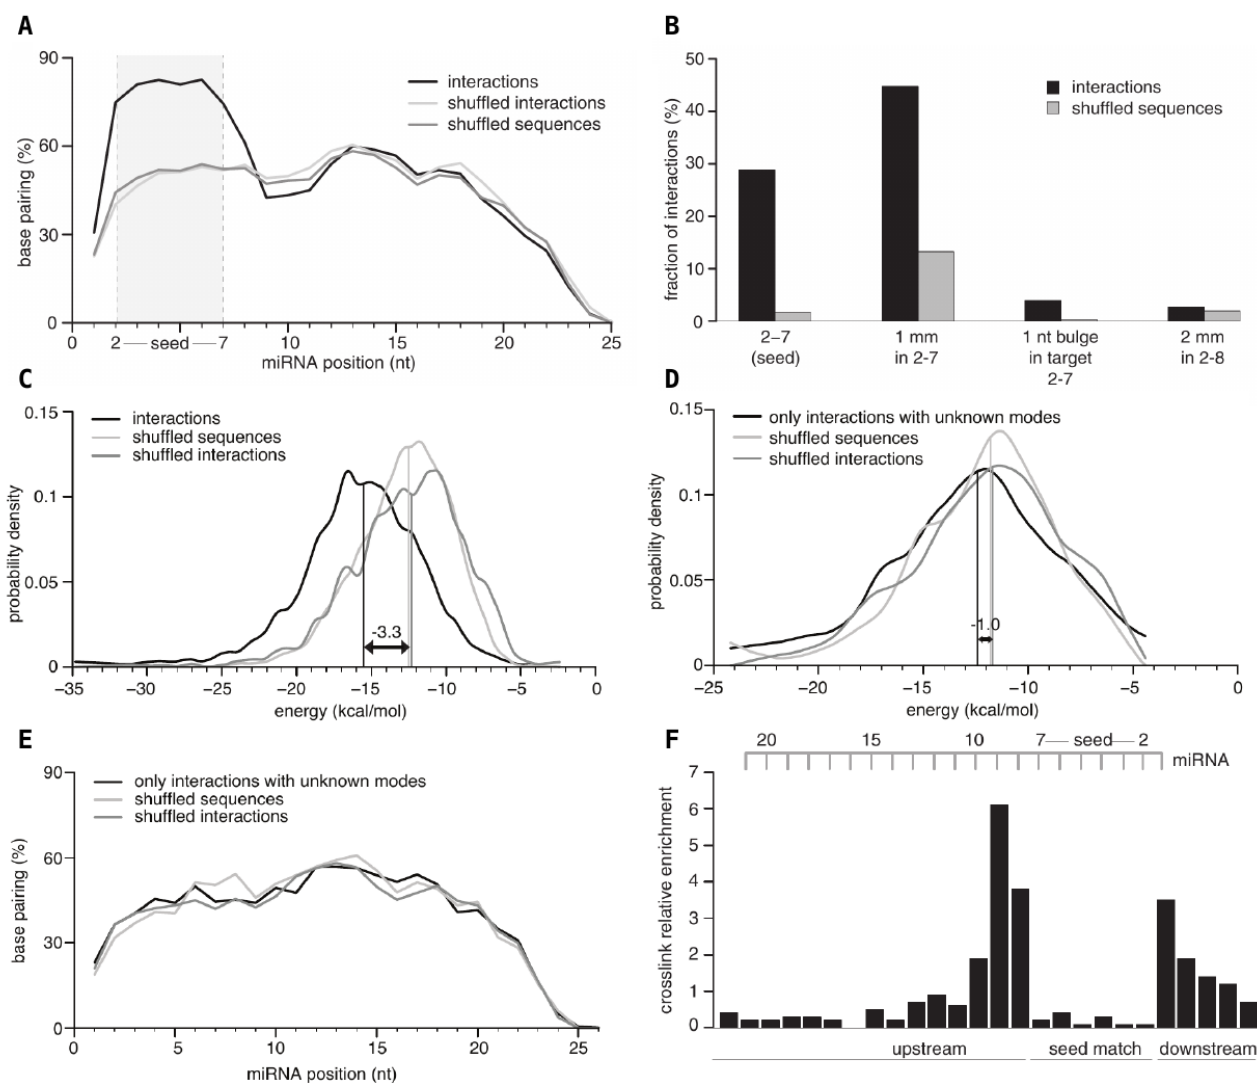 A
90
60
30
0
base pairing (%)
interactions
shuffled interactions
shuffled sequences
0 2 seed 7 10 15 20 25
miRNA position (nt)
B
50
40
30
20
10
0
fraction of interactions (%)
interactions
shuffled sequences
2–7
(seed)
1 mm
in 2-7
1 nt bulge
in target
2-7
2 mm
in 2-8
C
0.15
0.1
0.05
0
probability density
interactions
shuffled sequences
shuffled interactions
-3.3
−35 −30 −25 −20 −15 −10 −5 0
energy (kcal/mol)
D
0.15
0.10
0.05
0
probability density
only interactions with unknown modes
shuffled sequences
shuffled interactions
-1.0
−25 −20 −15 −10 −5 0
energy (kcal/mol)
E
90
60
30
0
base pairing (%)
only interactions with unknown modes
shuffled sequences
shuffled interactions
0 5 10 15 20 25
miRNA position (nt)
F
20 15 10 7 seed 2
miRNA
7
6
5
4
3
2
1
0
crosslink relative enrichment
upstream seed match downstream